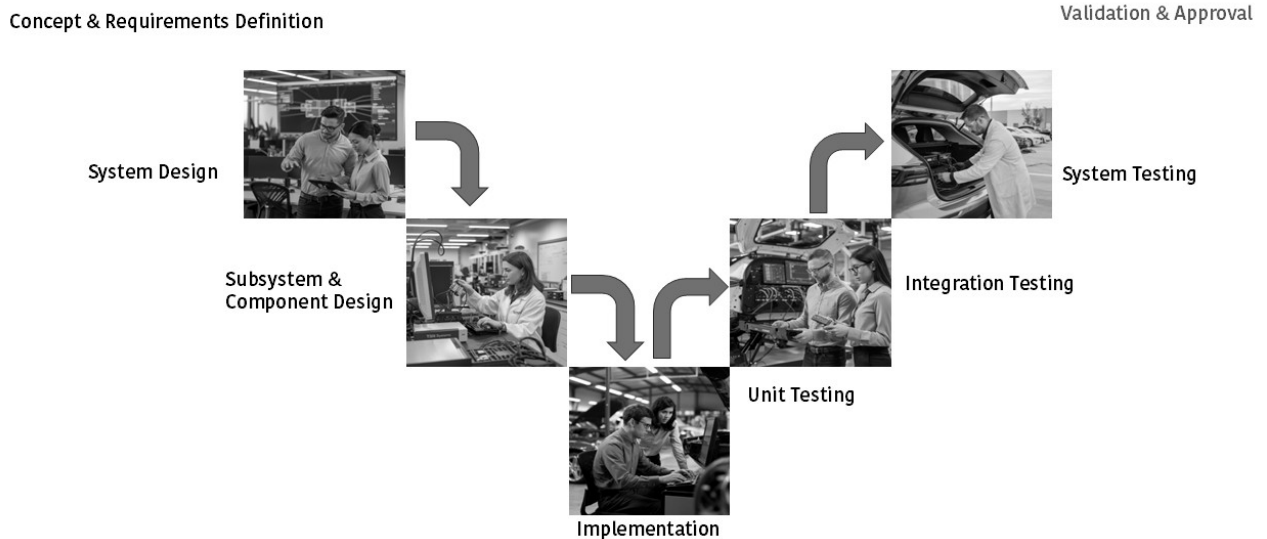 Concept & Requirements Definition
Validation & Approval
System Design
System Testing
Subsystem &
Component Design
Integration Testing
Unit Testing
Implementation